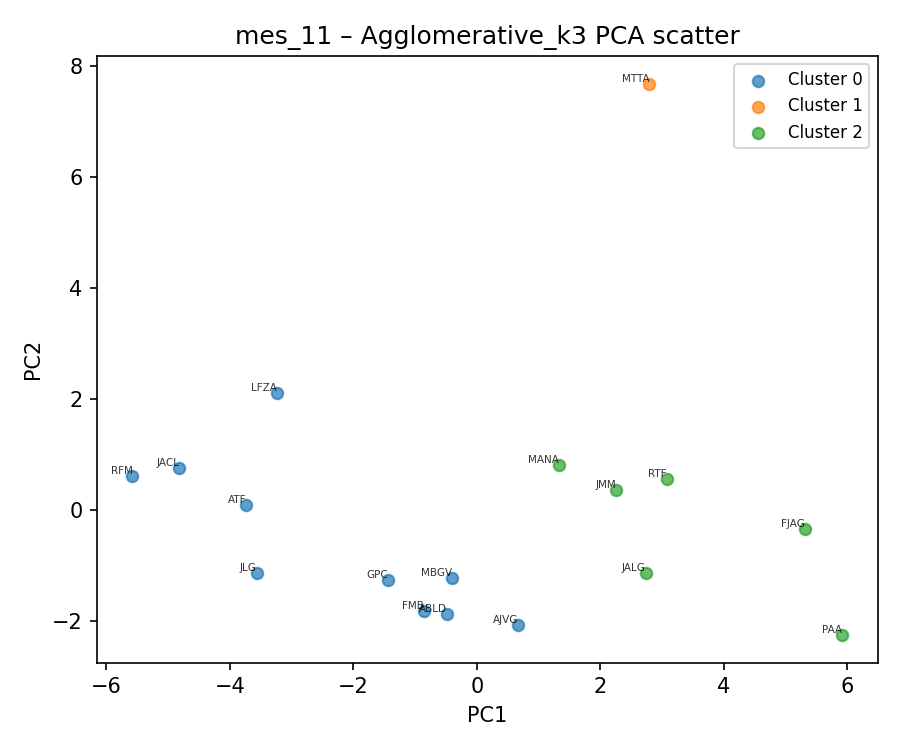 mes_11 – Agglomerative_k3 PCA scatter
8
MTTA
Cluster 0
Cluster 1
Cluster 2
6
4
PC2
2
LFZA
RFM
JACL
ATF
MANA
JMM
RTF
FJAG
0
JLG
GPC
MBGV
JALG
ABLD
AJVG
PAA
−2
−6
−4
−2
0
2
4
6
PC1